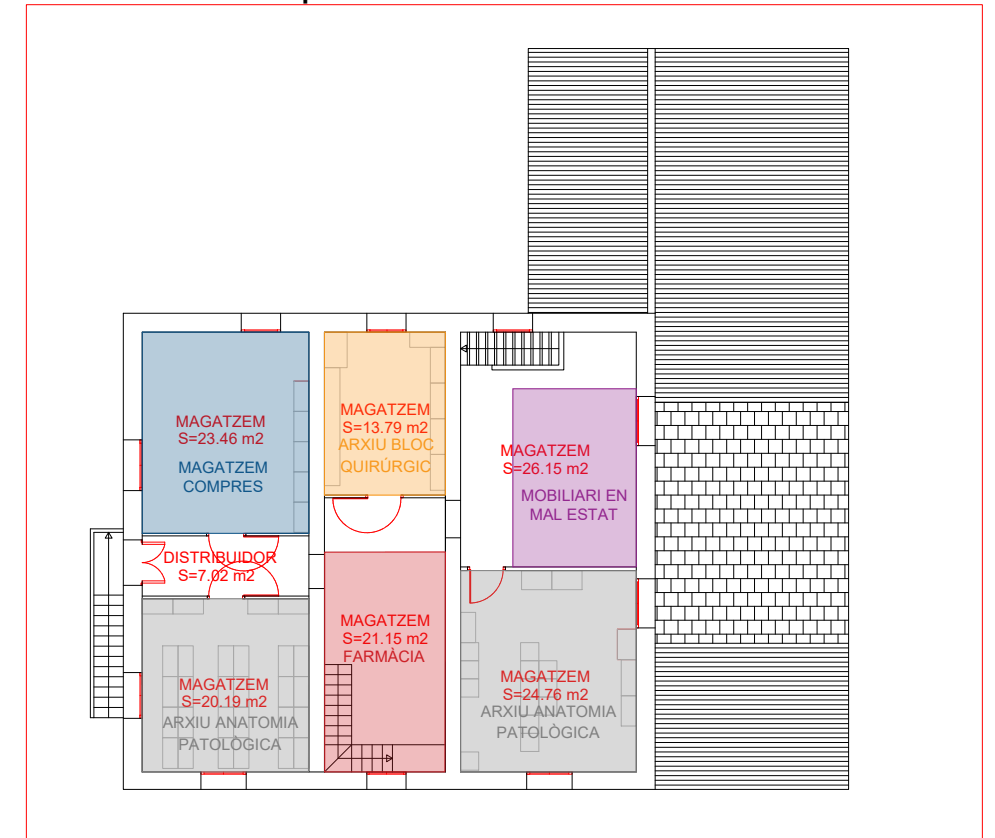 MAGATZEM
S=23.46 m2
MAGATZEM
COMPRES
MAGATZEM
S=13.79 m2
ARXIU BLOC
QUIRÚRGIC
MAGATZEM
S=26.15 m2
MOBILIARI EN
MAL ESTAT
DISTRIBUIDOR
S=7.02 m2
MAGATZEM
S=21.15 m2
FARMÀCIA
MAGATZEM
S=20.19 m2
ARXIU ANATOMIA
PATOLÒGICA
MAGATZEM
S=24.76 m2
ARXIU ANATOMIA
PATOLÒGICA